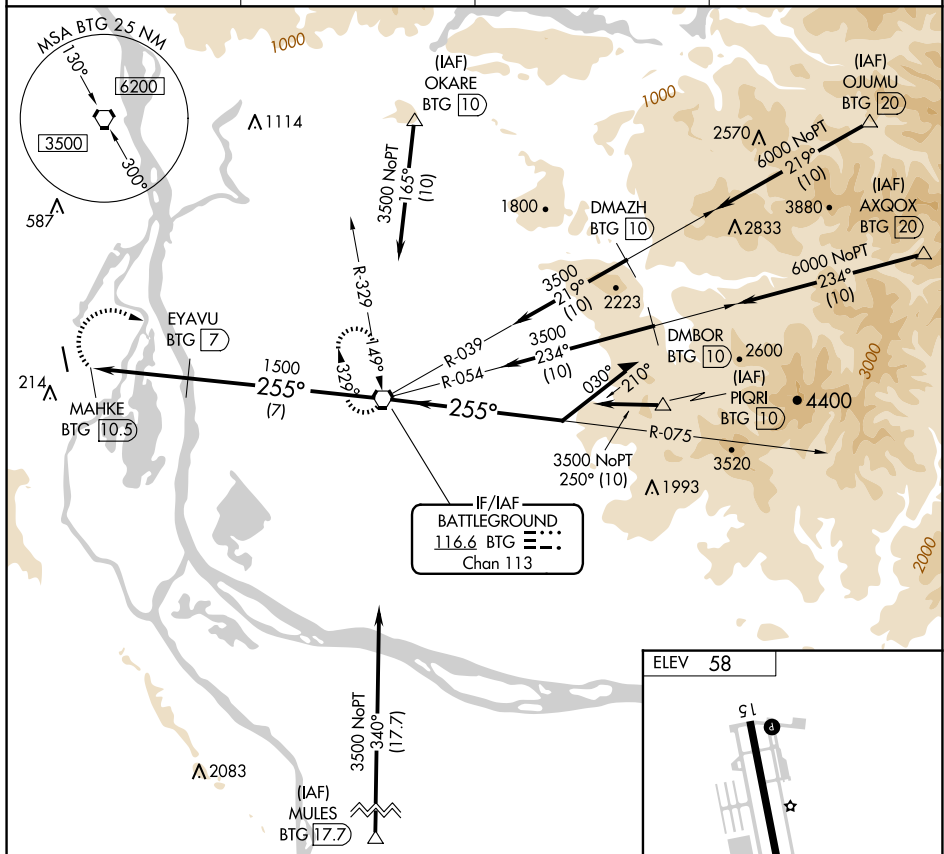 MSA BTG 25 NM
130°
6200
3500
300°
1000
1114
587
(IAF)
OKARE
BTG 10
3500 NoPT
165°
(10)
1000
(IAF)
OJUMU
BTG 20
2570
6000 NoPT
219°
(10)
(IAF)
AXQOX
BTG 20
1800
DMAZH
BTG 10
3880
2833
6000 NoPT
234°
(10)
R-329
3500
219°
(10)
2223
EYAVU
BTG 7
149°
329°
R-039
3500
234°
(10)
R-054
DMBOR
BTG 10
2600
3000
1500
255°
(7)
030°
210°
(IAF)
PIQRI
BTG 10
4400
214
MAHKE
BTG 10.5
255°
R-075
3500 NoPT
250° (10)
3520
1993
IF/IAF
BATTLEGROUND
116.6 BTG
Chan 113
2000
3500 NoPT
340°
(17.7)
2083
(IAF)
MULES
BTG 17.7
ELEV 58
15
P